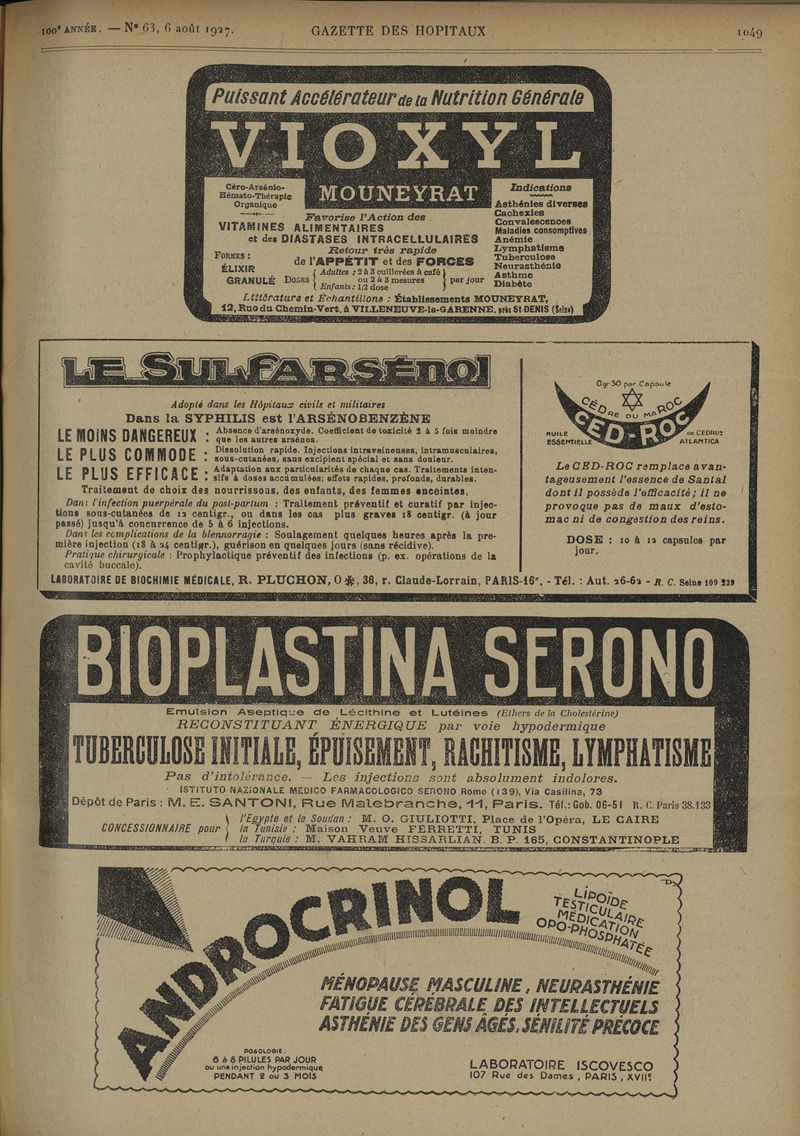 100e ANNÉE. — N° 63, 6 août 1927.
GAZETTE DES HOPITAUX
1049
Puissant Accélérateur de la Nutrition Générale
VIOXYL
MOUNEYRAT
Céro-Arsénio-
Hémato-Thérapie
Organique
Favorise l'Action des
VITAMINES ALIMENTAIRES
et des DIASTASES INTRACELLULAIRES
Retour très rapide
de l'APPÉTIT et des FORCES
FORMES :
ÉLIXIR
GRANULÉ
DOSES
Adultes : 2 à 3 cuillerées à café
ou 2 à 3 mesures
Enfants : 1/2 dose
par jour
Indications
Asthénies diverses
Cachexies
Convalescences
Maladies consomptives
Anémie
Lymphatisme
Tuberculose
Neurasthénie
Asthme
Diabète
Littérature et Échantillons : Établissements MOUNEYRAT,
12, Rue du Chemin-Vert, à VILLENEUVE-la-GARENNE, près St-DENIS (Seine)
LE SULFARSÉNOL
Adopté dans les Hôpitaux civils et militaires
Dans la SYPHILIS est l'ARSÉNOBENZÈNE
LE MOINS DANGEREUX : Absence d'arsénoxyde. Coefficient de toxicité 2 à 5 fois moindre
que les autres arsénos.
LE PLUS COMMODE : Dissolution rapide. Injections intraveineuses, intramusculaires,
sous-cutanées, sans excipient spécial et sans douleur.
LE PLUS EFFICACE : Adaptation aux particularités de chaque cas. Traitements inten-
sifs à doses accumulées; effets rapides, profonds, durables.
Traitement de choix des nourrissons, des enfants, des femmes enceintes,
Dans l'infection puerpérale du post-partum : Traitement préventif et curatif par injec-
tions sous-cutanées de 12 centigr., ou dans les cas plus graves 18 centigr. (à jour
passé) jusqu'à concurrence de 5 à 6 injections.
Dans les complications de la blennorragie : Soulagement quelques heures après la pre-
mière injection (18 à 24 centigr.), guérison en quelques jours (sans récidive).
Pratique chirurgicale : Prophylactique préventif des infections (p. ex. opérations de la
cavité buccale).
0gr 30 par Capsule
CÈDRE DU MAROC
CED-ROC
HUILE
ESSENTIELLE
DE CEDRUS
ATLANTICA
Le CED-ROC remplace avan-
tageusement l'essence de Santal
dont il possède l'efficacité; il ne
provoque pas de maux d'esto-
mac ni de congestion des reins.
DOSE : 10 à 12 capsules par
jour.
LABORATOIRE DE BIOCHIMIE MÉDICALE, R. PLUCHON, O ✻, 36, r. Claude-Lorrain, PARIS-16e. - Tél. : Aut. 26-62 - R. C. Seine 109 239
BIOPLASTINA SERONO
Emulsion Aseptique de Lécithine et Lutéines (Ethers de la Cholestérine)
RECONSTITUANT ÉNERGIQUE par voie hypodermique
TUBERCULOSE INITIALE, ÉPUISEMENT, RACHITISME, LYMPHATISME
Pas d'intolérance. — Les injections sont absolument indolores.
ISTITUTO NAZIONALE MEDICO FARMACOLOGICO SERONO Rome (139), Via Casilina, 73
Dépôt de Paris : M. E. SANTONI, Rue Malebranche, 11, Paris. Tél.: Gob. 06-51 R. C. Paris 38.133
CONCESSIONNAIRE pour
l'Egypte et le Soudan : M. O. GIULIOTTI, Place de l'Opéra, LE CAIRE
la Tunisie : Maison Veuve FERRETTI, TUNIS
la Turquie : M. VAHRAM HISSARLIAN. B. P. 165, CONSTANTINOPLE
ANDROCRINOL
LIPOÏDE
TESTICULAIRE
MÉDICATION
OPO-PHOSPHATÉE
MÉNOPAUSE MASCULINE, NEURASTHÉNIE
FATIGUE CÉRÉBRALE DES INTELLECTUELS
ASTHÉNIE DES GENS ÂGÉS, SÉNILITÉ PRÉCOCE
POSOLOGIE :
6 à 8 PILULES PAR JOUR
ou une injection hypodermique
PENDANT 2 ou 3 MOIS
LABORATOIRE ISCOVESCO
107 Rue des Dames, PARIS, XVIIe